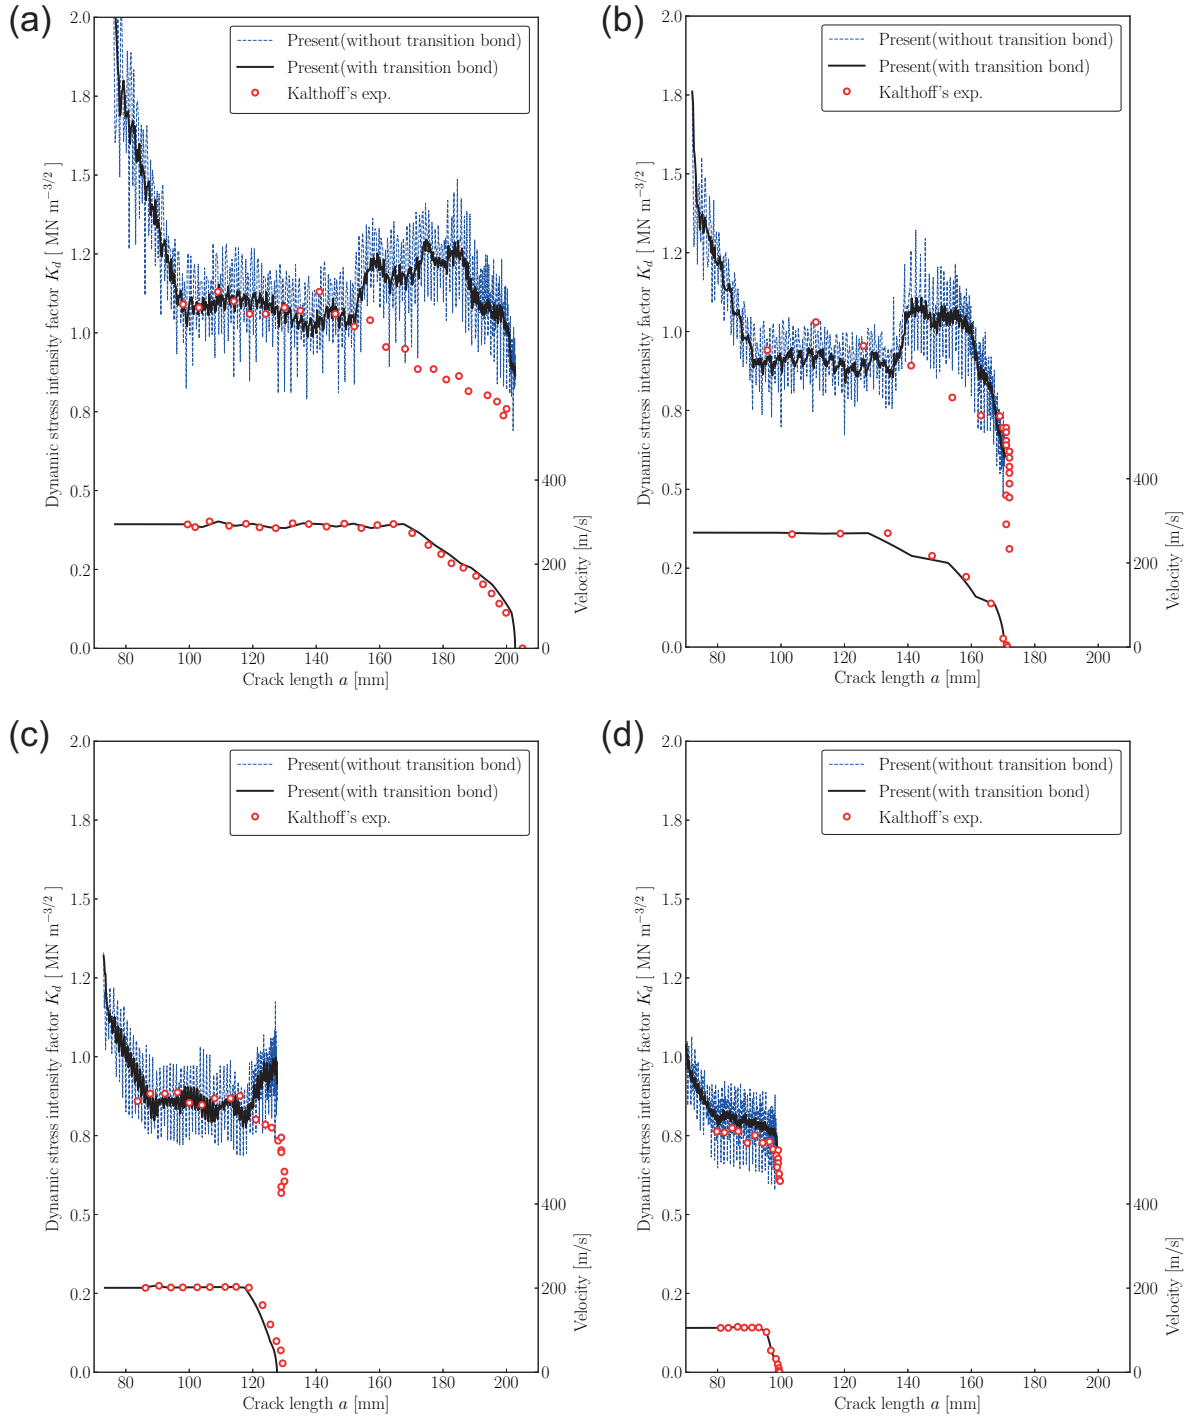 (a)
Present(without transition bond)
Present(with transition bond)
Kalthoff's exp.
Dynamic stress intensity factor K_d [ MN m^{-3/2} ]
2.0
1.8
1.5
1.2
1.0
0.8
0.5
0.2
0.0
400
200
0
Velocity [m/s]
80 100 120 140 160 180 200
Crack length a [mm]
(b)
Present(without transition bond)
Present(with transition bond)
Kalthoff's exp.
Dynamic stress intensity factor K_d [ MN m^{-3/2} ]
2.0
1.8
1.5
1.2
1.0
0.8
0.5
0.2
0.0
400
200
0
Velocity [m/s]
80 100 120 140 160 180 200
Crack length a [mm]
(c)
Present(without transition bond)
Present(with transition bond)
Kalthoff's exp.
Dynamic stress intensity factor K_d [ MN m^{-3/2} ]
2.0
1.8
1.5
1.2
1.0
0.8
0.5
0.2
0.0
400
200
0
Velocity [m/s]
80 100 120 140 160 180 200
Crack length a [mm]
(d)
Present(without transition bond)
Present(with transition bond)
Kalthoff's exp.
Dynamic stress intensity factor K_d [ MN m^{-3/2} ]
2.0
1.8
1.5
1.2
1.0
0.8
0.5
0.2
0.0
400
200
0
Velocity [m/s]
80 100 120 140 160 180 200
Crack length a [mm]